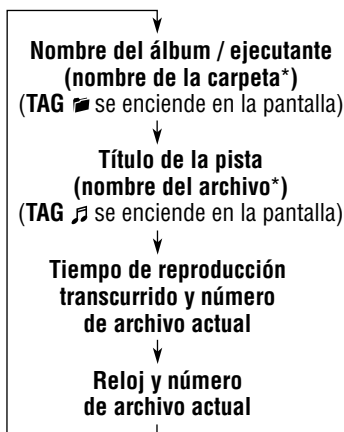 Nombre del álbum / ejecutante
(nombre de la carpeta*)
(TAG se enciende en la pantalla)
Título de la pista
(nombre del archivo*)
(TAG se enciende en la pantalla)
Tiempo de reproducción
transcurrido y número
de archivo actual
Reloj y número
de archivo actual